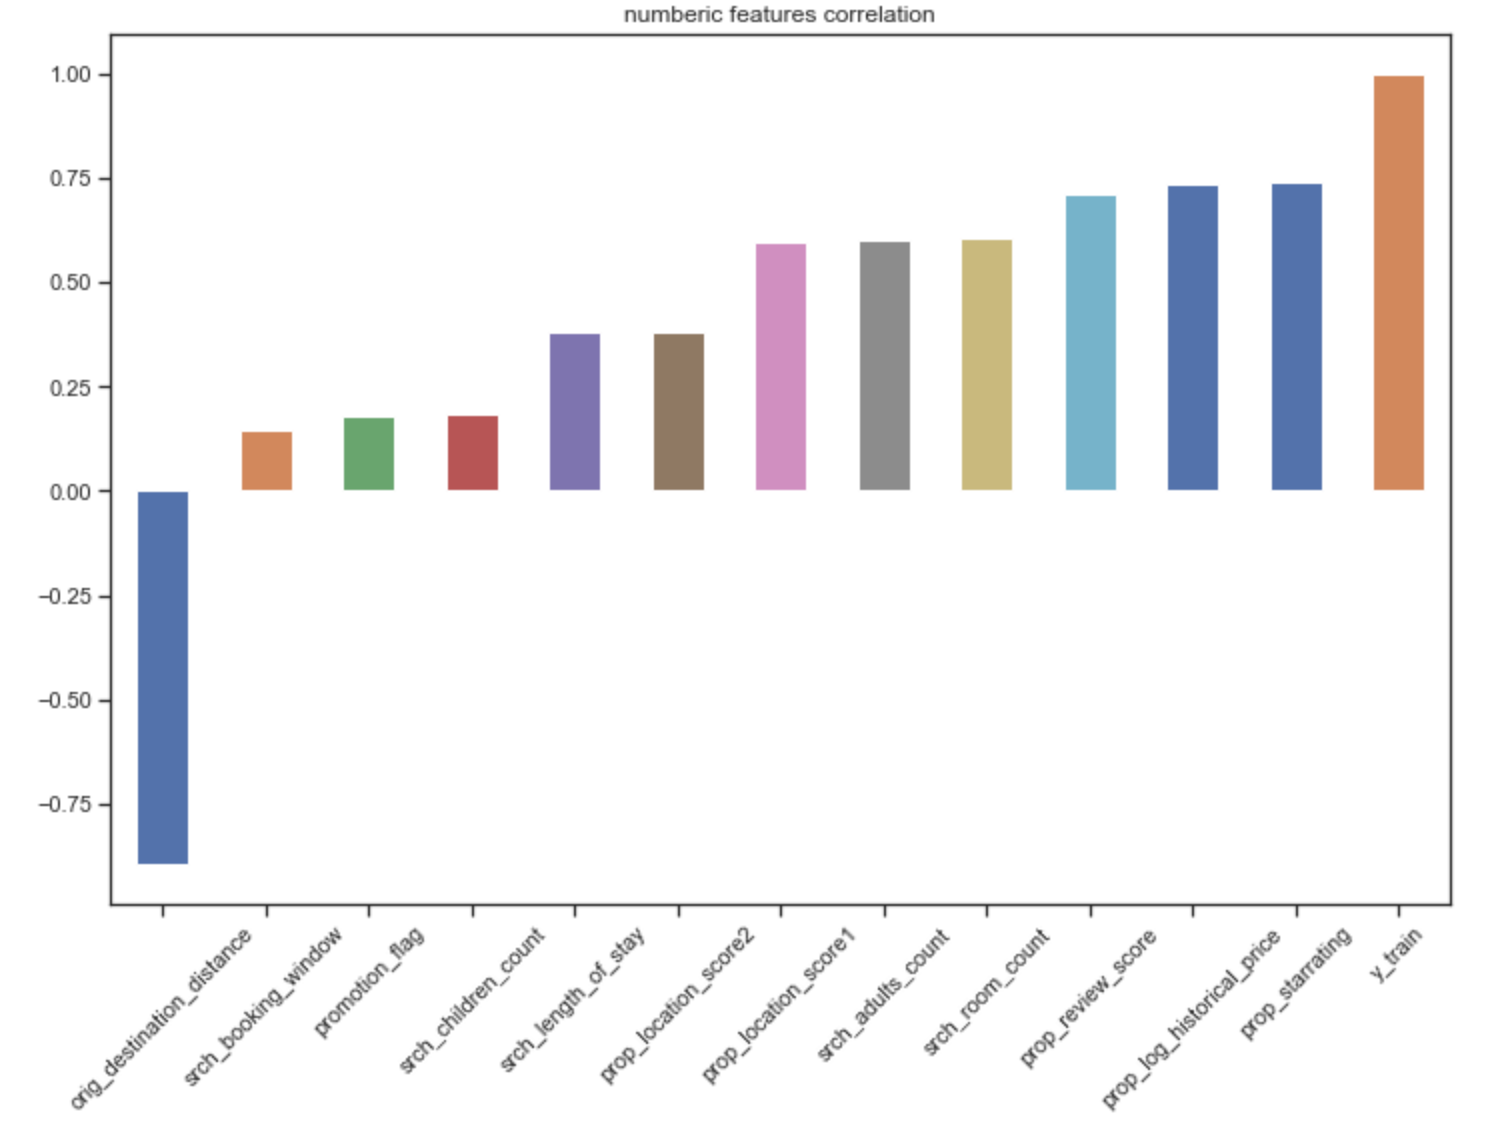 numberic features correlation
1.00
0.75
0.50
0.25
0.00
−0.25
−0.50
−0.75
orig_destination_distance
srch_booking_window
promotion_flag
srch_children_count
srch_length_of_stay
prop_location_score2
prop_location_score1
srch_adults_count
srch_room_count
prop_review_score
prop_log_historical_price
prop_starrating
y_train